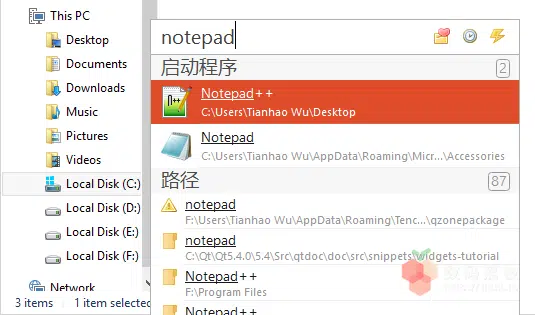 This PC
Desktop
Documents
Downloads
Music
Pictures
Videos
Local Disk (C:)
Local Disk (D:)
Local Disk (E:)
Local Disk (F:)
Network
3 items 1 item selected
notepad
启动程序 2
Notepad++
C:\Users\Tianhao Wu\Desktop
Notepad
C:\Users\Tianhao Wu\AppData\Roaming\Micr...\Accessories
路径 87
notepad
F:\Users\Tianhao Wu\AppData\Roaming\Tenc...\qzonepackage
notepad
C:\Qt\Qt5.4.0\5.4\Src\qtdoc\doc\src\snippets\widgets-tutorial
Notepad++
F:\Program Files
Notepad++